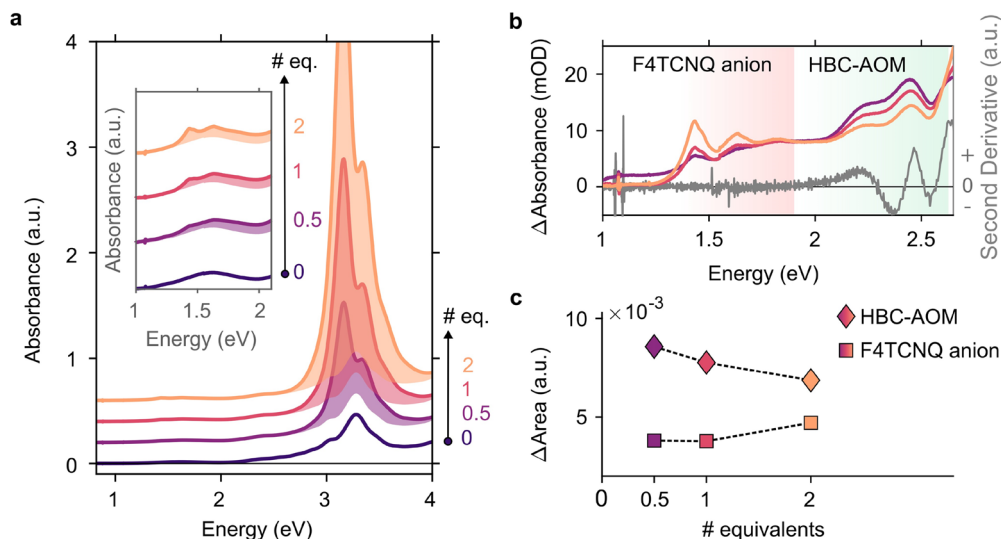 a
Absorbance (a.u.)
4
3
2
1
0
1
2
3
4
Energy (eV)
# eq.
2
1
0.5
0
Absorbance (a.u.)
1
1.5
2
Energy (eV)
# eq.
2
1
0.5
0
b
ΔAbsorbance (mOD)
20
10
0
F4TCNQ anion
HBC-AOM
1
1.5
2
2.5
Energy (eV)
Second Derivative (a.u.)
+
0
-
c
ΔArea (a.u.)
10
× 10⁻³
5
HBC-AOM
F4TCNQ anion
0
0.5
1
2
# equivalents